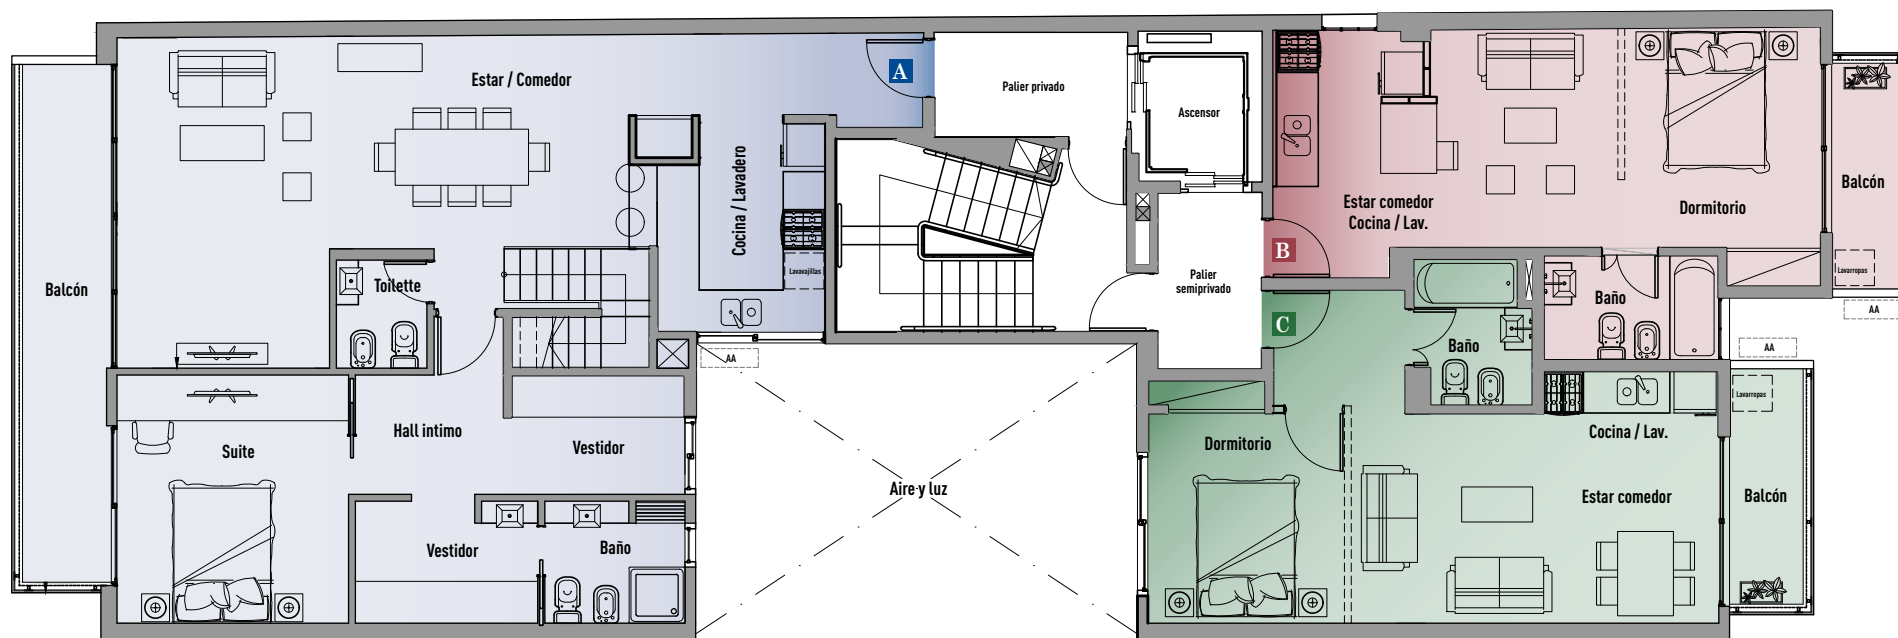 Estar / Comedor
A
Palier privado
Ascensor
Cocina / Lavadero
Lavavajillas
Balcón
Toilette
AA
Palier
semiprivado
B
C
Estar comedor
Cocina / Lav.
Dormitorio
Balcón
Lavarropas
AA
Baño
Baño
AA
Suite
Hall intimo
Vestidor
Vestidor
Baño
Aire y luz
Dormitorio
Cocina / Lav.
Lavarropas
Estar comedor
Balcón